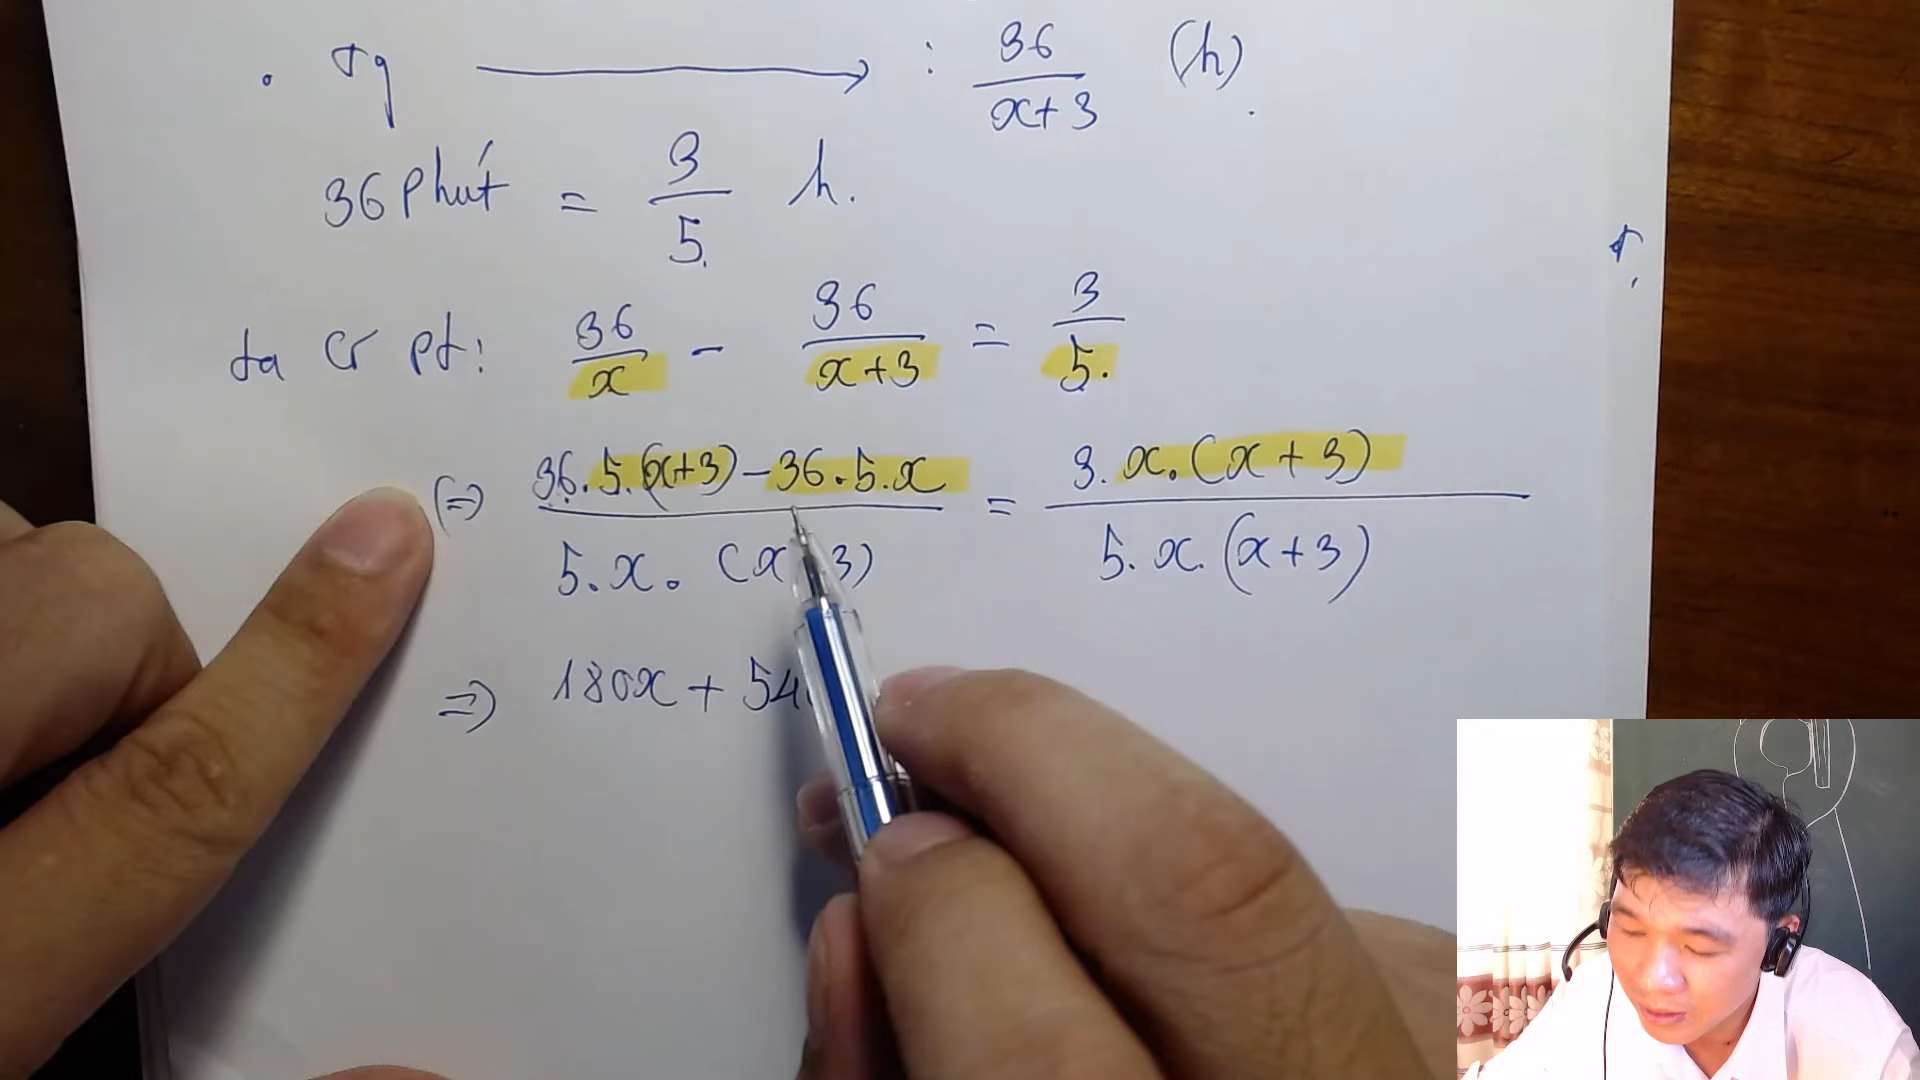 . Tg ⟶ : 36/(x+3) (h).
36 Phút = 3/5 h.
ta có pt: 36/x - 36/(x+3) = 3/5.
(=) (36.5.(x+3) - 36.5.x)/(5.x.(x+3)) = (3.x.(x+3))/(5.x.(x+3))
=) 180x + 54